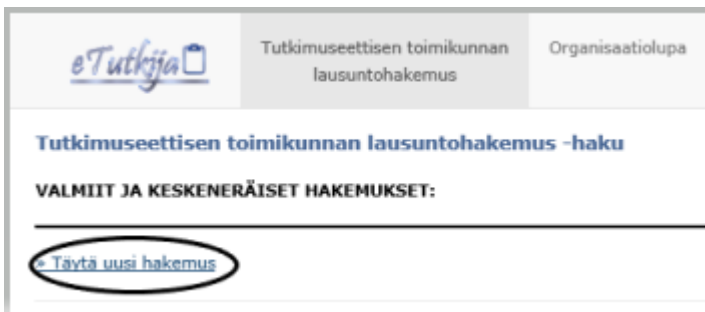 eTutkija
Tutkimuseettisen toimikunnan
lausuntohakemus
Organisaatiolupa
Tutkimuseettisen toimikunnan lausuntohakemus -haku
VALMIIT JA KESKENERÄISET HAKEMUKSET:
» Täytä uusi hakemus